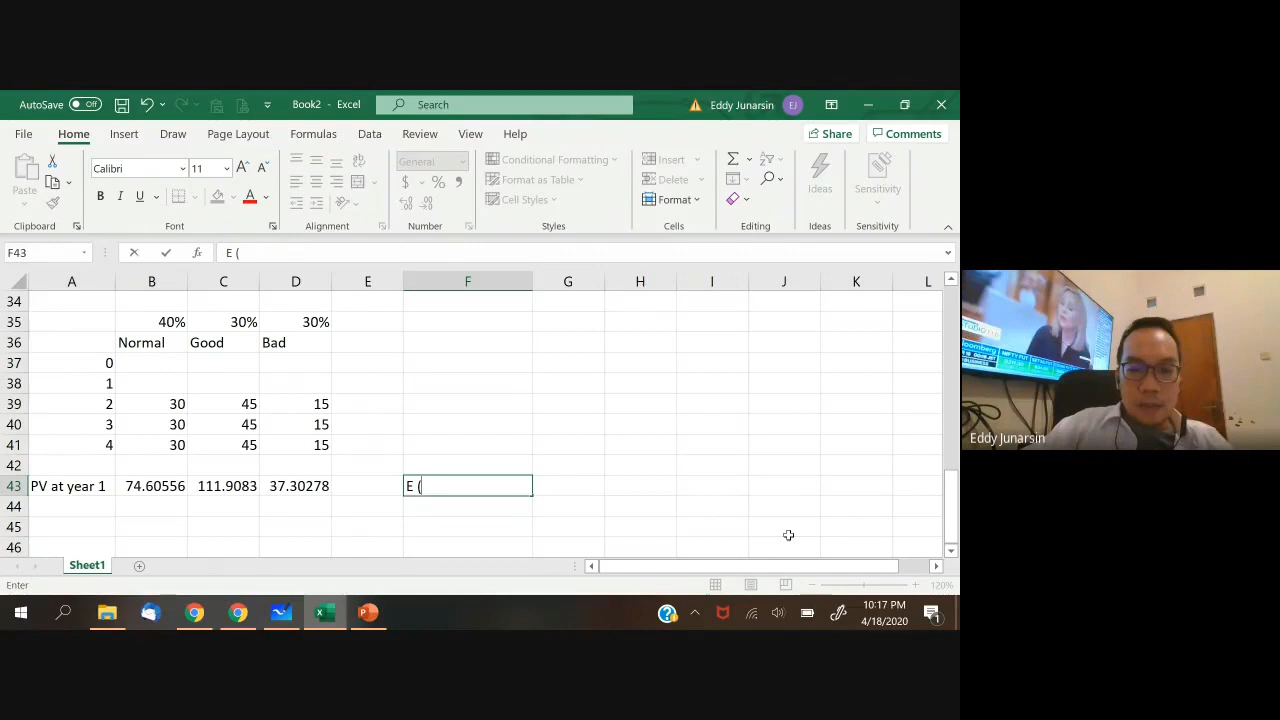 AutoSave Off Book2 - Excel Search Eddy Junarsin EJ
File Home Insert Draw Page Layout Formulas Data Review View Help Share Comments
Paste Calibri 11 General Conditional Formatting Insert Ideas Sensitivity
Format as Table Delete
Cell Styles Format
Clipboard Font Alignment Number Styles Cells Editing Ideas Sensitivity
F43 E (
A B C D E F G H I J K L
34
35 40% 30% 30%
36 Normal Good Bad
37 0
38 1
39 2 30 45 15
40 3 30 45 15
41 4 30 45 15
42
43 PV at year 1 74.60556 111.9083 37.30278 E (
44
45
46
Sheet1
Enter 120%
10:17 PM
4/18/2020
1
Bloomberg NIFTY FUT
Eddy Junarsin